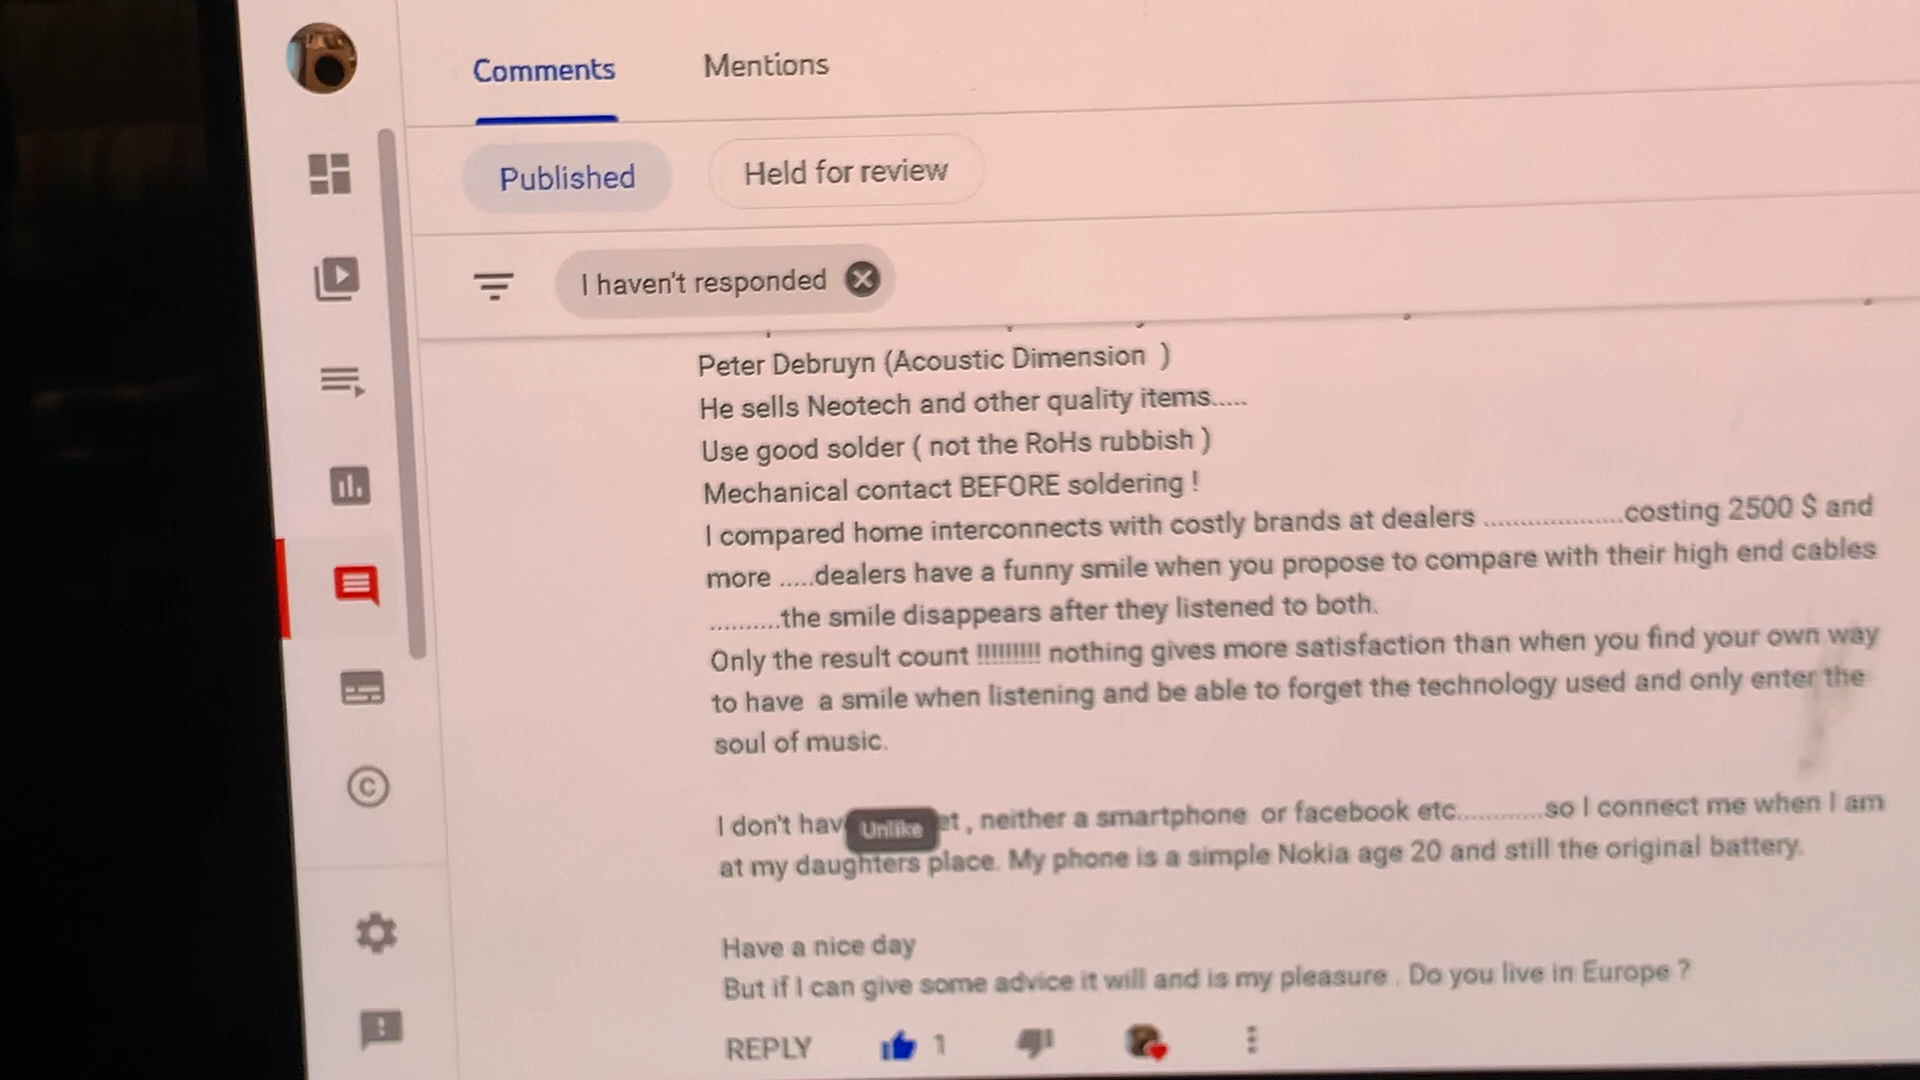 Comments Mentions
Published Held for review
I haven't responded
Peter Debruyn (Acoustic Dimension )
He sells Neotech and other quality items.....
Use good solder ( not the RoHs rubbish )
Mechanical contact BEFORE soldering !
I compared home interconnects with costly brands at dealers ...................costing 2500 $ and
more .....dealers have a funny smile when you propose to compare with their high end cables
..........the smile disappears after they listened to both.
Only the result count !!!!!!!!! nothing gives more satisfaction than when you find your own way
to have a smile when listening and be able to forget the technology used and only enter the
soul of music.
I don't hav Unlike et , neither a smartphone or facebook etc............so I connect me when I am
at my daughters place. My phone is a simple Nokia age 20 and still the original battery.
Have a nice day
But if I can give some advice it will and is my pleasure . Do you live in Europe ?
REPLY 1